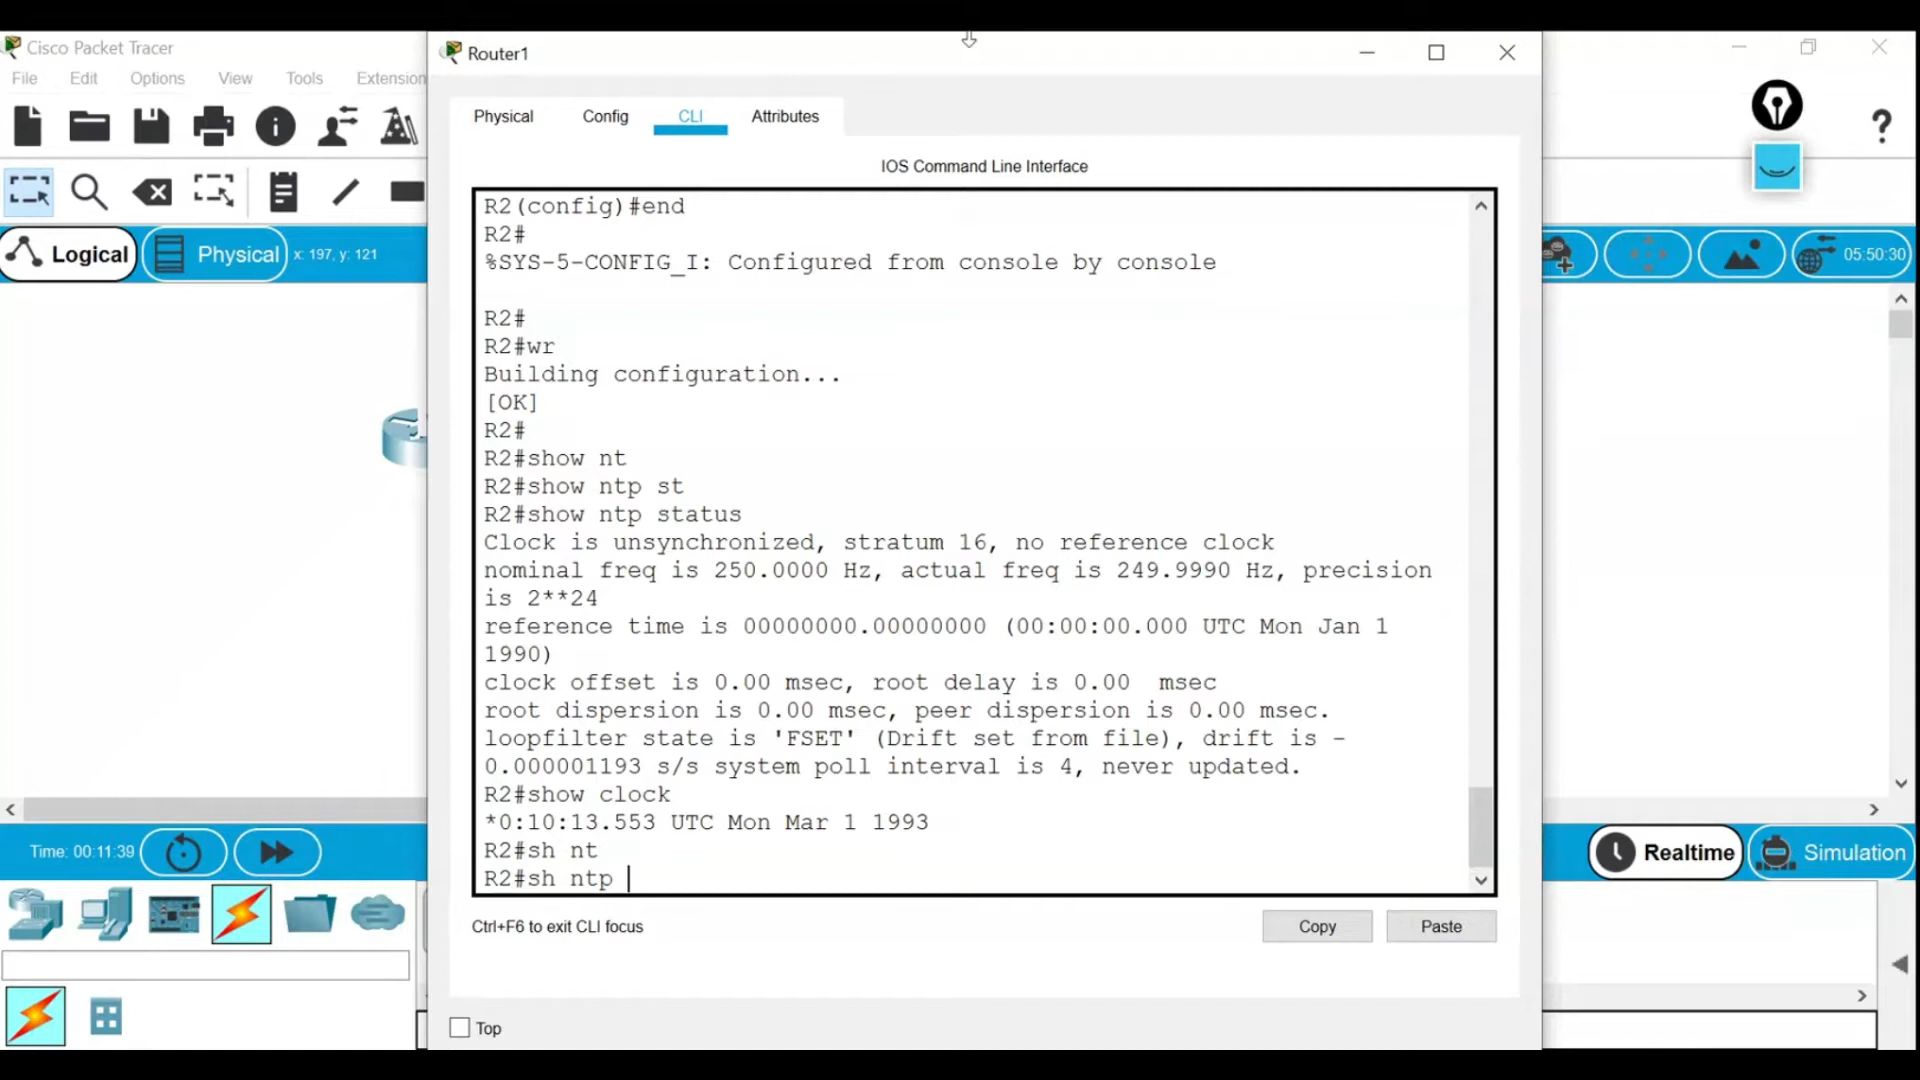 Cisco Packet Tracer
Router1
File Edit Options View Tools Extension
Physical Config CLI Attributes
IOS Command Line Interface
Logical
Physical
x: 197, y: 121
05:50:30
R2(config)#end
R2#
%SYS-5-CONFIG_I: Configured from console by console
R2#
R2#wr
Building configuration...
[OK]
R2#
R2#show nt
R2#show ntp st
R2#show ntp status
Clock is unsynchronized, stratum 16, no reference clock
nominal freq is 250.0000 Hz, actual freq is 249.9990 Hz, precision
is 2**24
reference time is 00000000.00000000 (00:00:00.000 UTC Mon Jan 1
1990)
clock offset is 0.00 msec, root delay is 0.00  msec
root dispersion is 0.00 msec, peer dispersion is 0.00 msec.
loopfilter state is 'FSET' (Drift set from file), drift is -
0.000001193 s/s system poll interval is 4, never updated.
R2#show clock
*0:10:13.553 UTC Mon Mar 1 1993
R2#sh nt
R2#sh ntp
Time: 00:11:39
Realtime
Simulation
Ctrl+F6 to exit CLI focus
Copy
Paste
Top